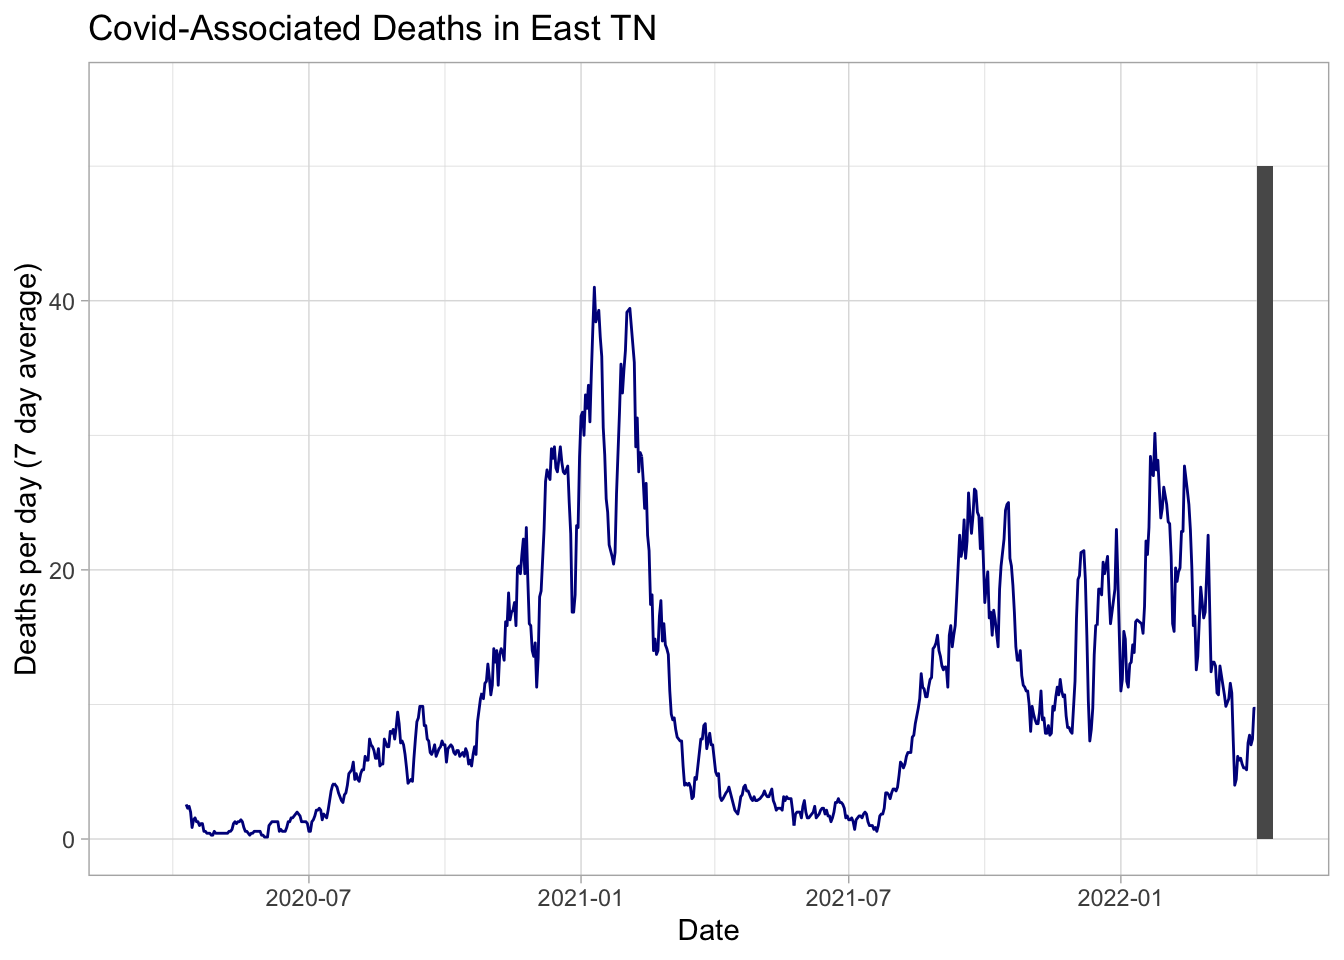 Covid-Associated Deaths in East TN
Deaths per day (7 day average)
40
20
0
2020-07
2021-01
2021-07
2022-01
Date